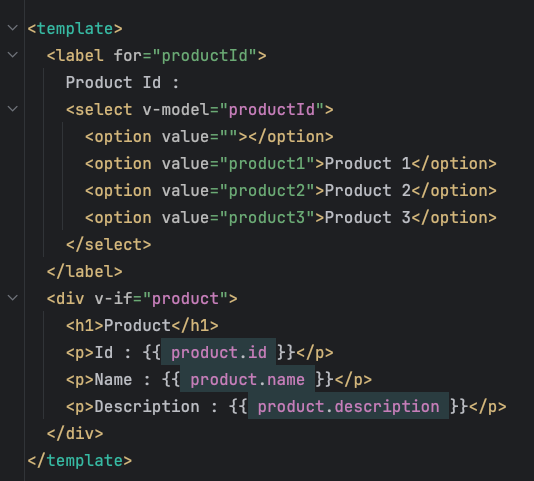 <template>
<label for="productId">
Product Id :
<select v-model="productId">
<option value=""></option>
<option value="product1">Product 1</option>
<option value="product2">Product 2</option>
<option value="product3">Product 3</option>
</select>
</label>
<div v-if="product">
<h1>Product</h1>
<p>Id : {{ product.id }}</p>
<p>Name : {{ product.name }}</p>
<p>Description : {{ product.description }}</p>
</div>
</template>